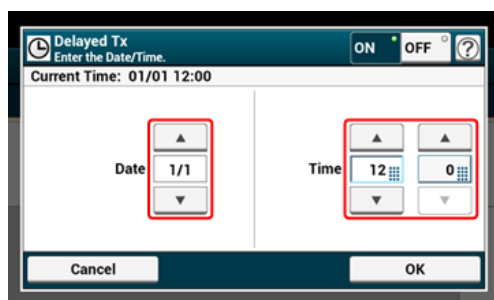 Delayed Tx
Enter the Date/Time.
ON OFF ?
Current Time: 01/01 12:00
Date 1/1 Time 12 0
Cancel OK